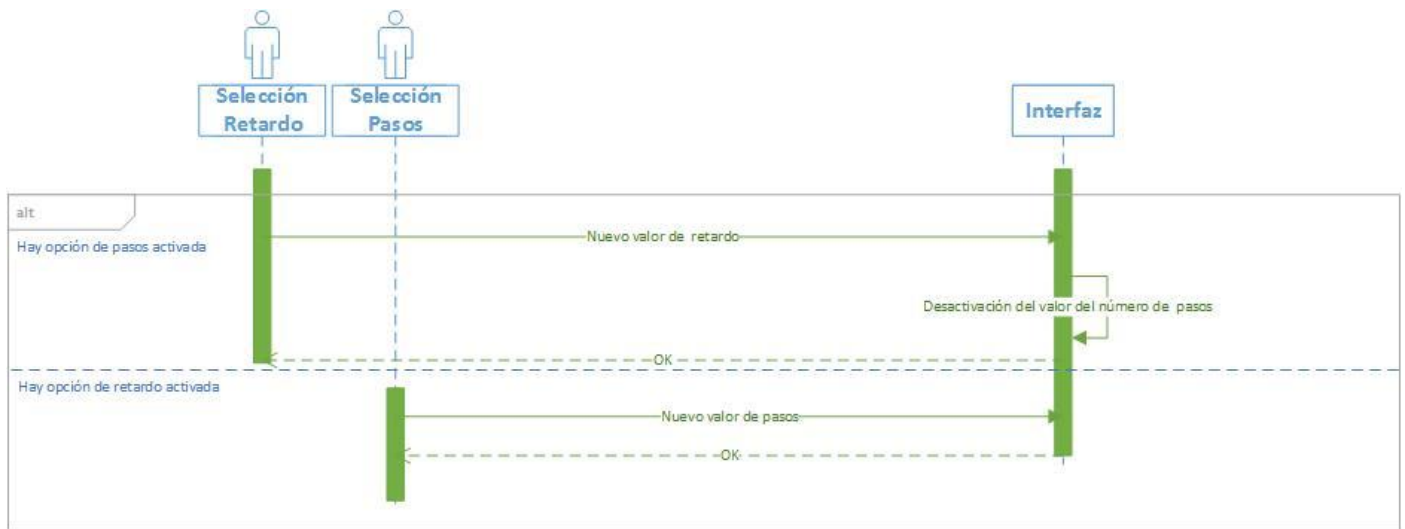 Selección
Retardo
Selección
Pasos
Interfaz
alt
Hay opción de pasos activada
Nuevo valor de retardo
Desactivación del valor del número de pasos
OK
Hay opción de retardo activada
Nuevo valor de pasos
OK